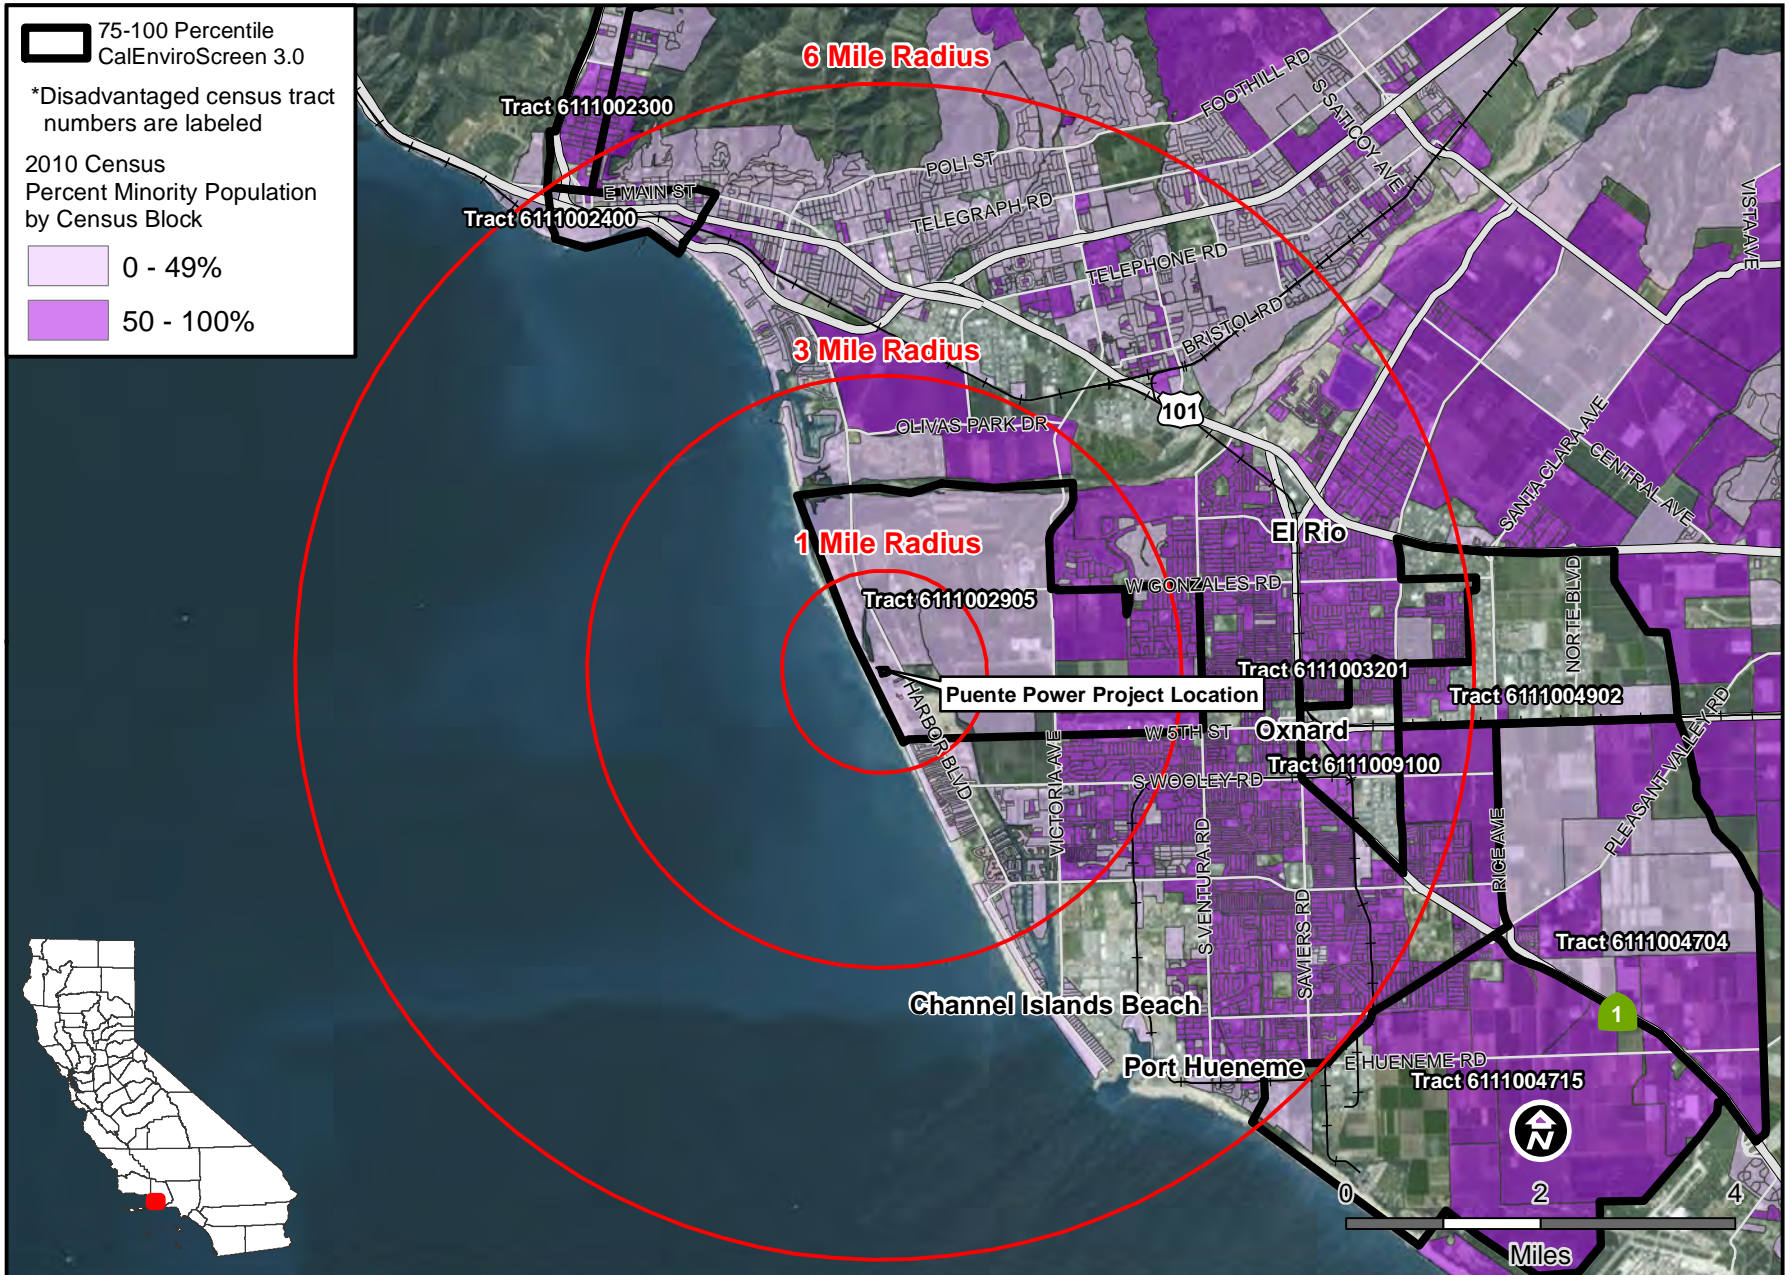 75-100 Percentile
CalEnviroScreen 3.0
*Disadvantaged census tract
numbers are labeled
2010 Census
Percent Minority Population
by Census Block
0 - 49%
50 - 100%
6 Mile Radius
Tract 6111002300
FOOTHILL RD
S SATICOY AVE
POLI ST
E MAIN ST
TELEGRAPH RD
Tract 6111002400
VISTA AVE
TELEPHONE RD
BRISTOL RD
3 Mile Radius
101
OLIVAS PARK DR
SANTA CLARA AVE
CENTRAL AVE
El Rio
1 Mile Radius
W GONZALES RD
NORTE BLVD
Tract 6111002905
Tract 6111003201
Tract 6111004902
Puente Power Project Location
HARBOR BLVD
W 5TH ST
Oxnard
PLEASANT VALLEY RD
Tract 6111009100
S WOOLEY RD
VICTORIA AVE
S VENTURA RD
RICE AVE
SAVIERS RD
Tract 6111004704
Channel Islands Beach
1
Port Hueneme
E HUENEME RD
Tract 6111004715
N
0 2 4
Miles